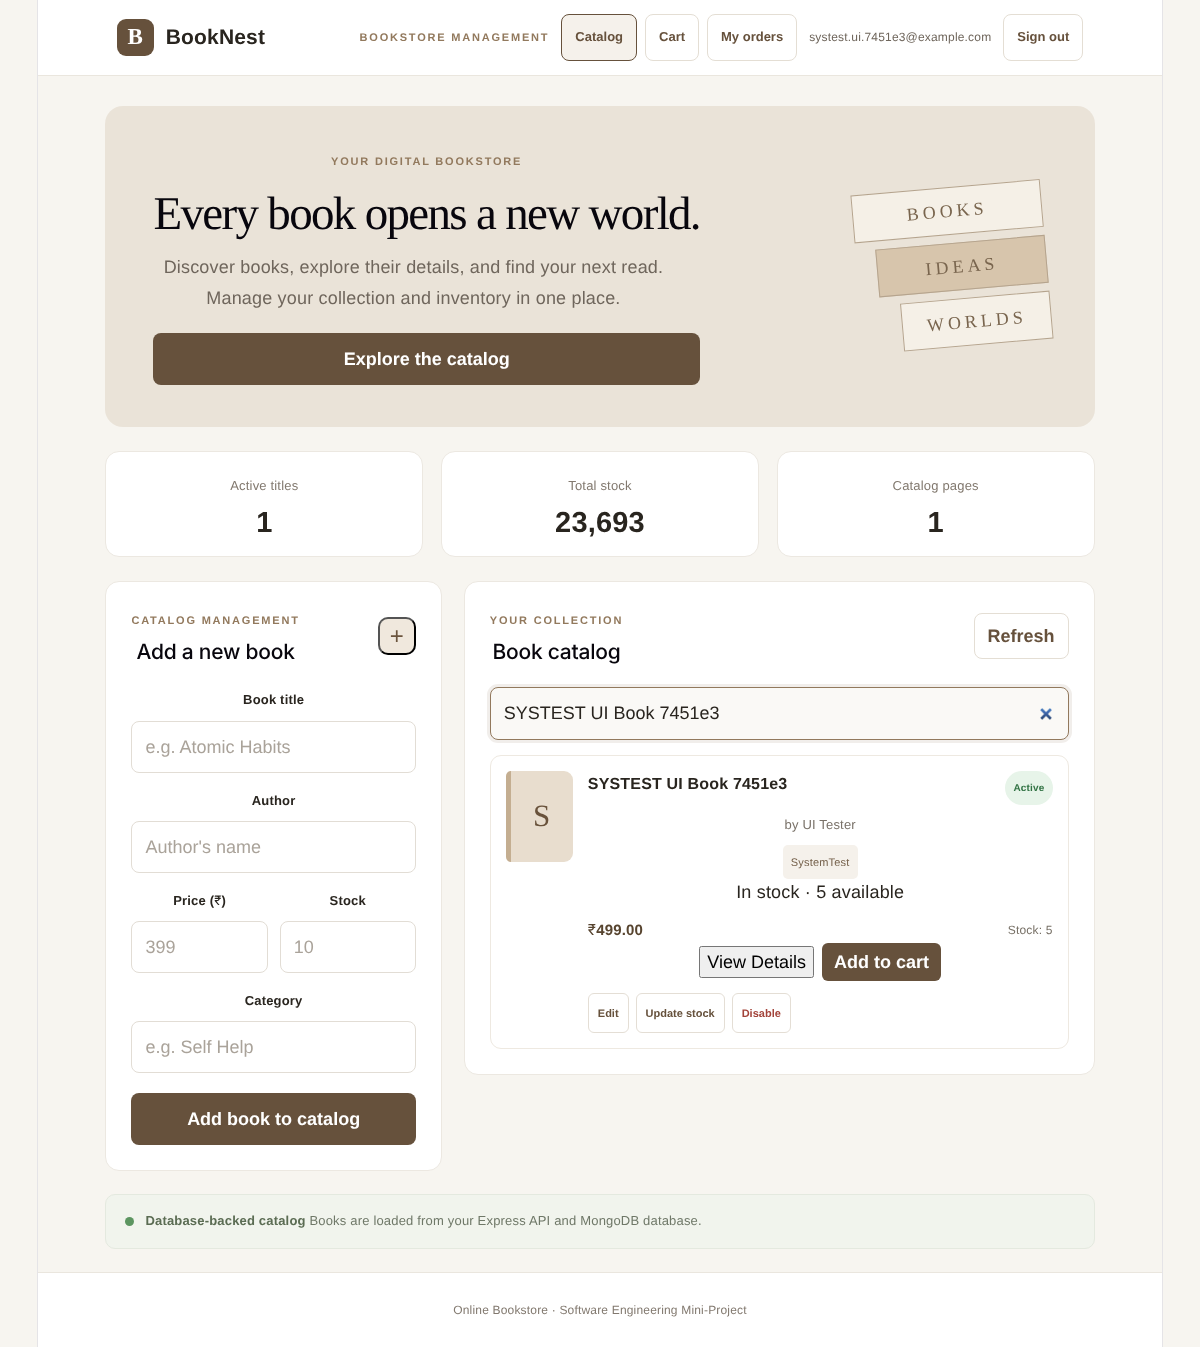 B BookNest
BOOKSTORE MANAGEMENT
Catalog
Cart
My orders
systest.ui.7451e3@example.com
Sign out
YOUR DIGITAL BOOKSTORE
Every book opens a new world.
Discover books, explore their details, and find your next read.
Manage your collection and inventory in one place.
Explore the catalog
BOOKS
IDEAS
WORLDS
Active titles
1
Total stock
23,693
Catalog pages
1
CATALOG MANAGEMENT
Add a new book
+
Book title
e.g. Atomic Habits
Author
Author's name
Price (₹)
Stock
399
10
Category
e.g. Self Help
Add book to catalog
YOUR COLLECTION
Book catalog
Refresh
SYSTEST UI Book 7451e3
S
SYSTEST UI Book 7451e3
Active
by UI Tester
SystemTest
In stock · 5 available
₹499.00
Stock: 5
View Details
Add to cart
Edit
Update stock
Disable
Database-backed catalog Books are loaded from your Express API and MongoDB database.
Online Bookstore · Software Engineering Mini-Project